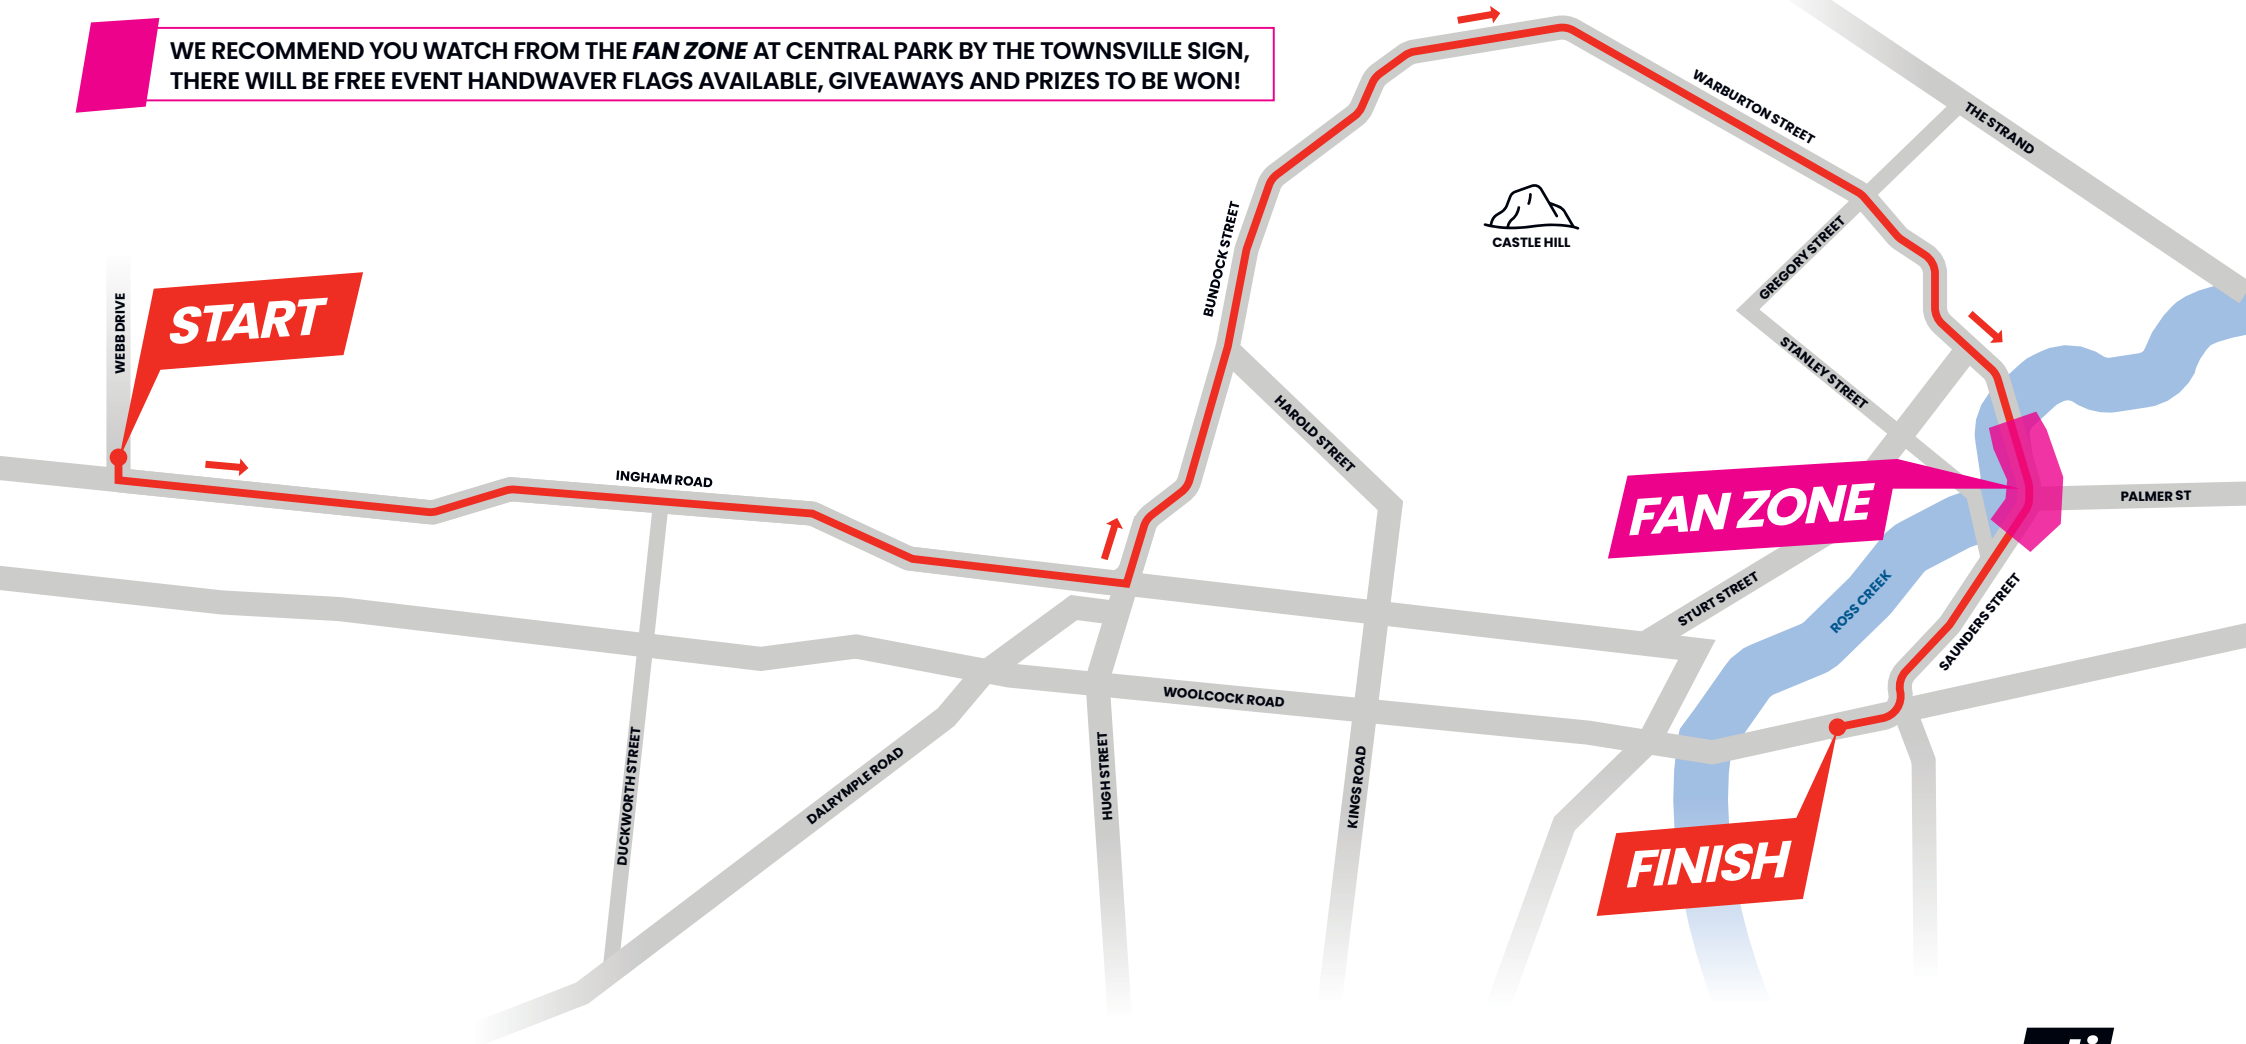 WE RECOMMEND YOU WATCH FROM THE FAN ZONE AT CENTRAL PARK BY THE TOWNSVILLE SIGN,
THERE WILL BE FREE EVENT HANDWAVER FLAGS AVAILABLE, GIVEAWAYS AND PRIZES TO BE WON!
WARBURTON STREET
THE STRAND
BUNDOCK STREET
CASTLE HILL
GREGORY STREET
WEBB DRIVE
START
STANLEY STREET
HAROLD STREET
INGHAM ROAD
FAN ZONE
PALMER ST
STURT STREET
ROSS CREEK
SAUNDERS STREET
WOOLCOCK ROAD
DUCKWORTH STREET
DALRYMPLE ROAD
HUGH STREET
KINGS ROAD
FINISH